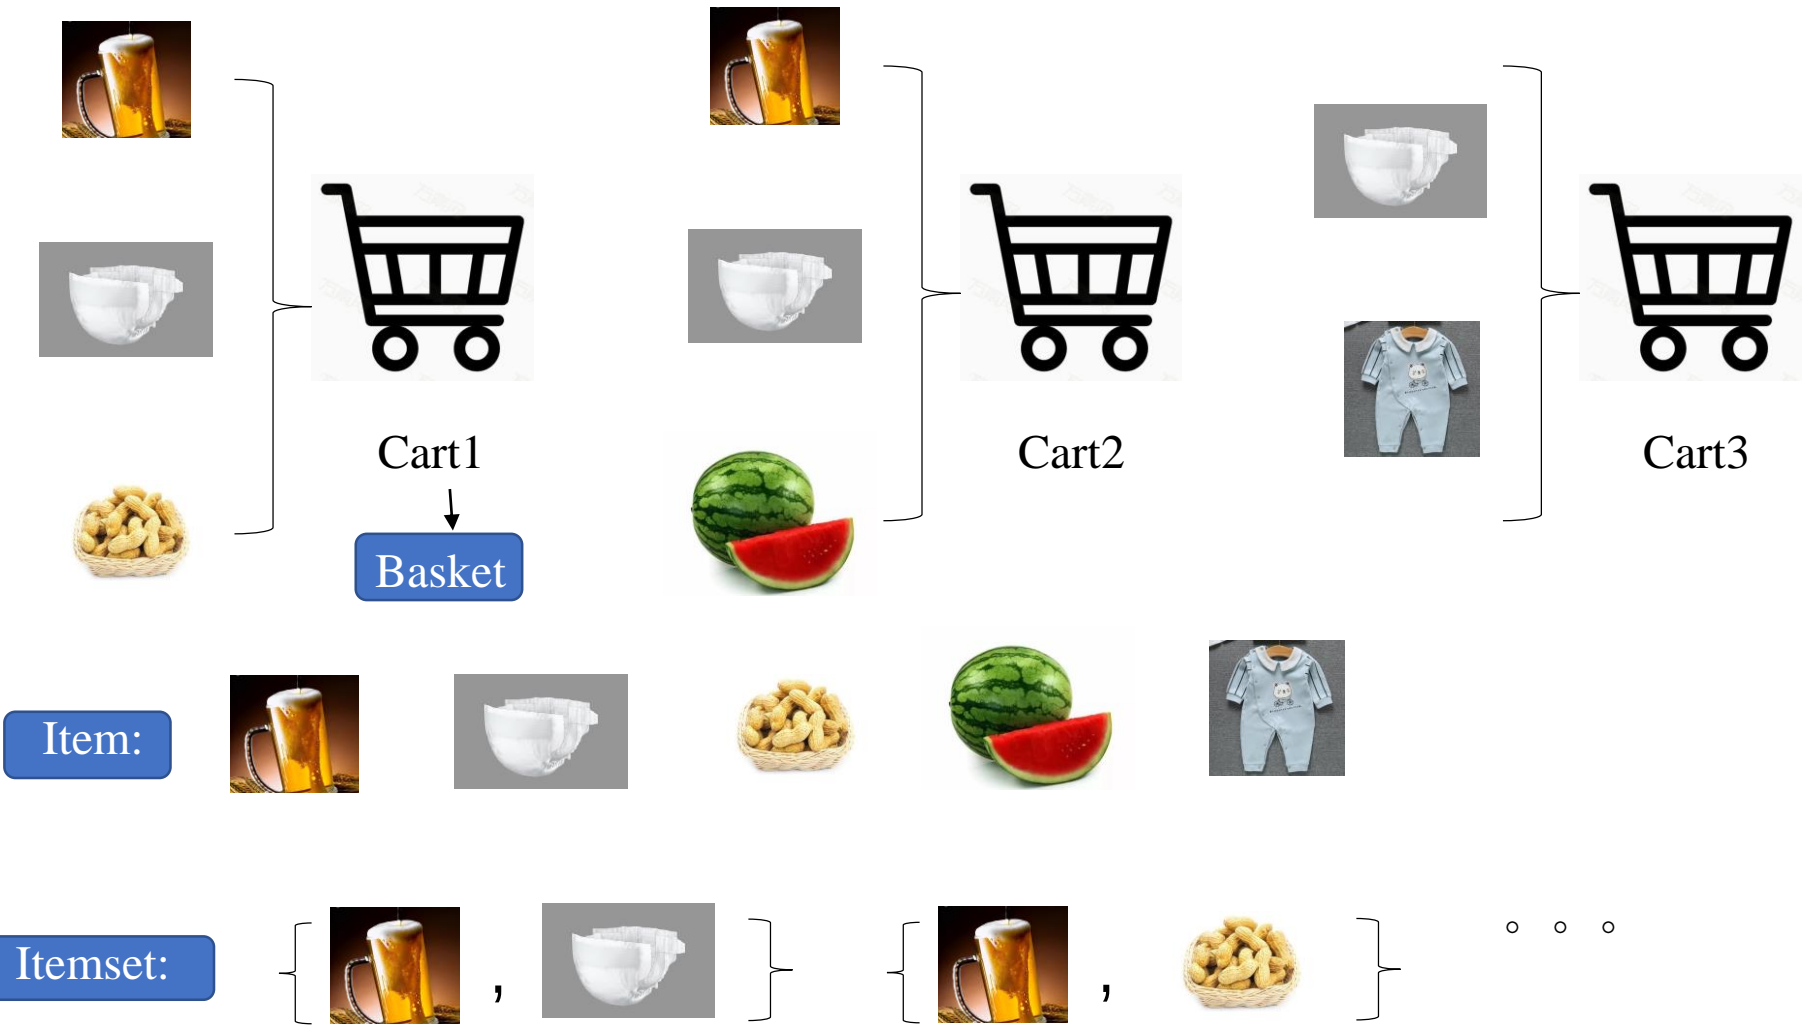 Cart1
Cart2
Cart3
Basket
Item:
Itemset:
,
,
。。。